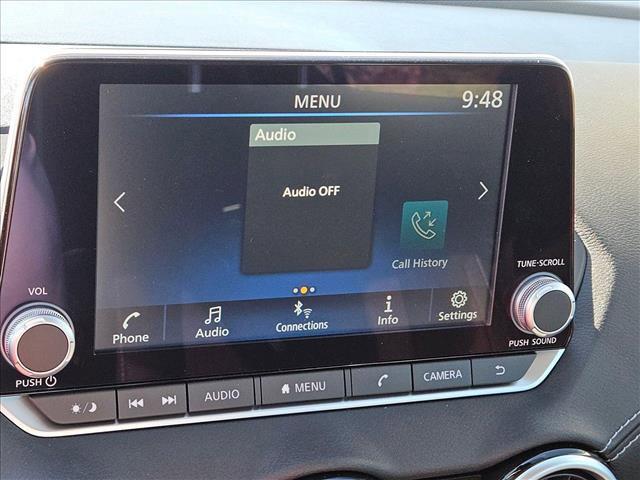 MENU
9:48
Audio
Audio OFF
Call History
Phone
Audio
Connections
Info
Settings
VOL
PUSH
TUNE·SCROLL
PUSH SOUND
AUDIO
MENU
CAMERA